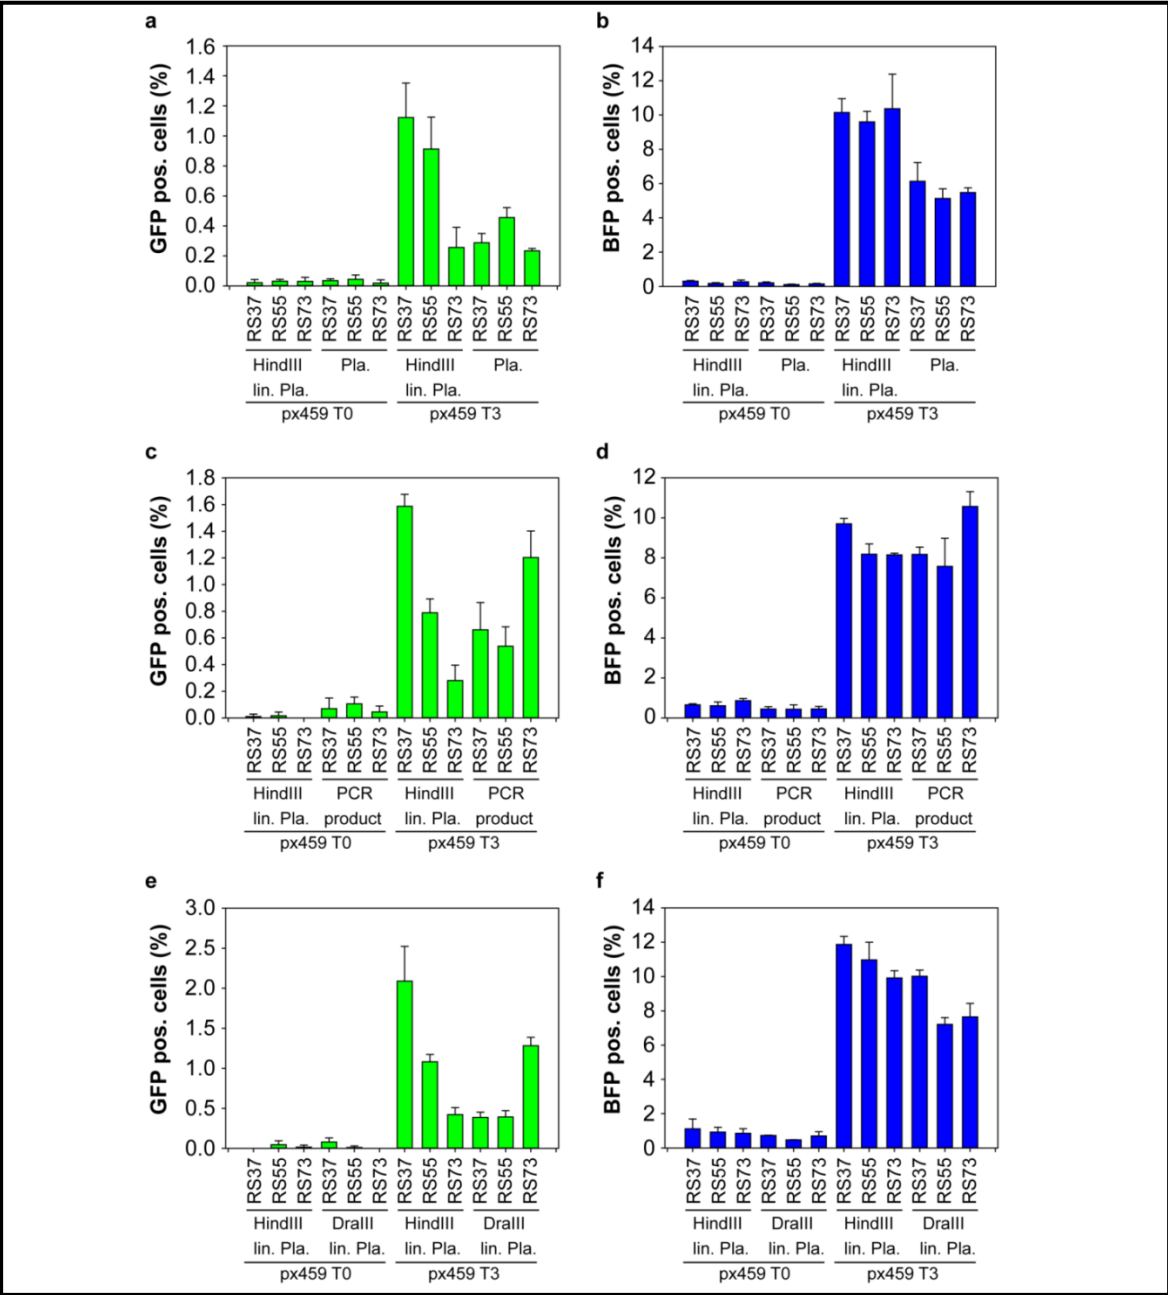 a
GFP pos. cells (%)
1.6
1.4
1.2
1.0
0.8
0.6
0.4
0.2
0.0
RS37 RS55 RS73 RS37 RS55 RS73 RS37 RS55 RS73 RS37 RS55 RS73
HindIII Pla. HindIII Pla.
lin. Pla. lin. Pla.
px459 T0 px459 T3
b
BFP pos. cells (%)
14
12
10
8
6
4
2
0
RS37 RS55 RS73 RS37 RS55 RS73 RS37 RS55 RS73 RS37 RS55 RS73
HindIII Pla. HindIII Pla.
lin. Pla. lin. Pla.
px459 T0 px459 T3
c
GFP pos. cells (%)
1.8
1.6
1.4
1.2
1.0
0.8
0.6
0.4
0.2
0.0
RS37 RS55 RS73 RS37 RS55 RS73 RS37 RS55 RS73 RS37 RS55 RS73
HindIII PCR HindIII PCR
lin. Pla. product lin. Pla. product
px459 T0 px459 T3
d
BFP pos. cells (%)
12
10
8
6
4
2
0
RS37 RS55 RS73 RS37 RS55 RS73 RS37 RS55 RS73 RS37 RS55 RS73
HindIII PCR HindIII PCR
lin. Pla. product lin. Pla. product
px459 T0 px459 T3
e
GFP pos. cells (%)
3.0
2.5
2.0
1.5
1.0
0.5
0.0
RS37 RS55 RS73 RS37 RS55 RS73 RS37 RS55 RS73 RS37 RS55 RS73
HindIII DraIII HindIII DraIII
lin. Pla. lin. Pla. lin. Pla. lin. Pla.
px459 T0 px459 T3
f
BFP pos. cells (%)
14
12
10
8
6
4
2
0
RS37 RS55 RS73 RS37 RS55 RS73 RS37 RS55 RS73 RS37 RS55 RS73
HindIII DraIII HindIII DraIII
lin. Pla. lin. Pla. lin. Pla. lin. Pla.
px459 T0 px459 T3